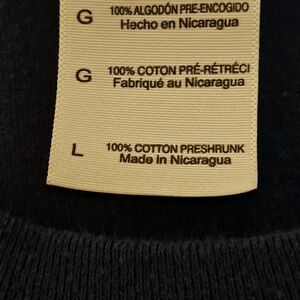 G 100% ALGODÓN PRE-ENCOGIDO
Hecho en Nicaragua
G 100% COTON PRÉ-RÉTRÉCI
Fabriqué au Nicaragua
L 100% COTTON PRESHRUNK
Made in Nicaragua